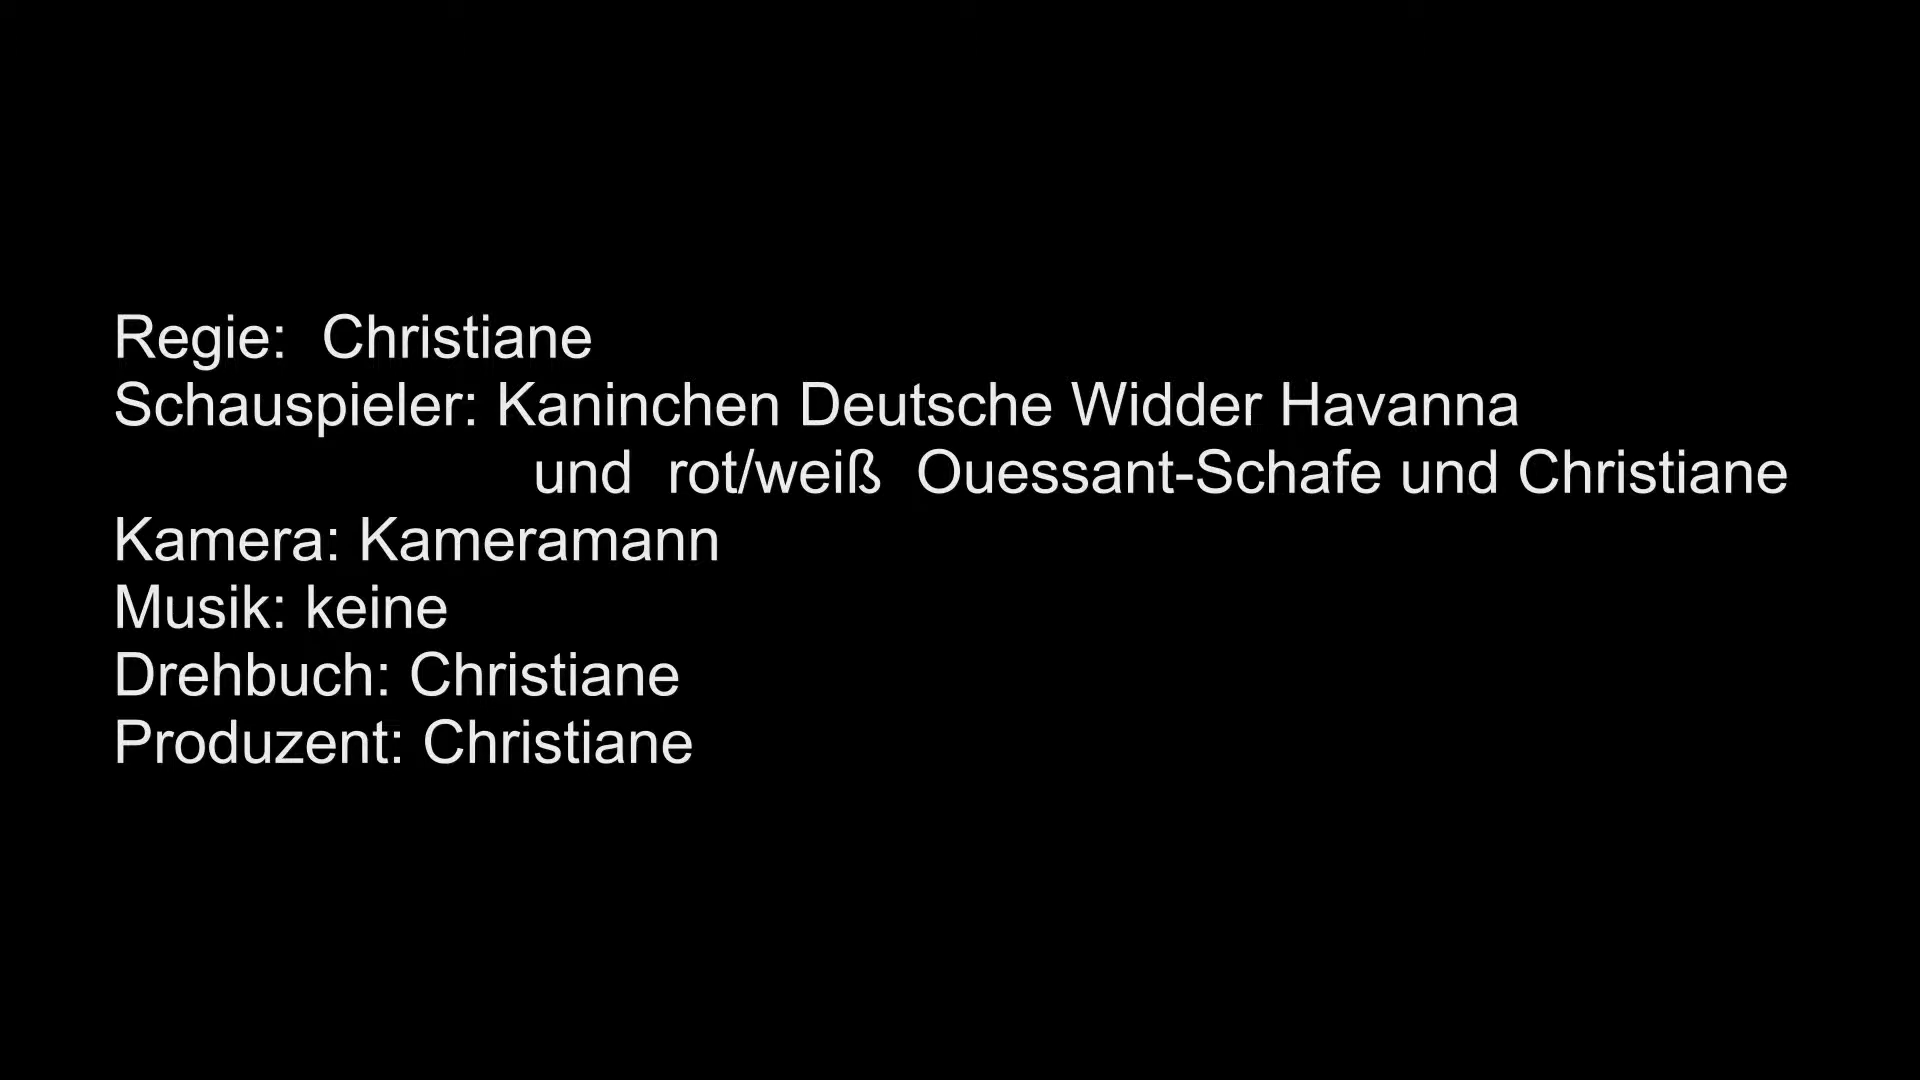 Regie:  Christiane
Schauspieler: Kaninchen Deutsche Widder Havanna
und  rot/weiß  Ouessant-Schafe und Christiane
Kamera: Kameramann
Musik: keine
Drehbuch: Christiane
Produzent: Christiane